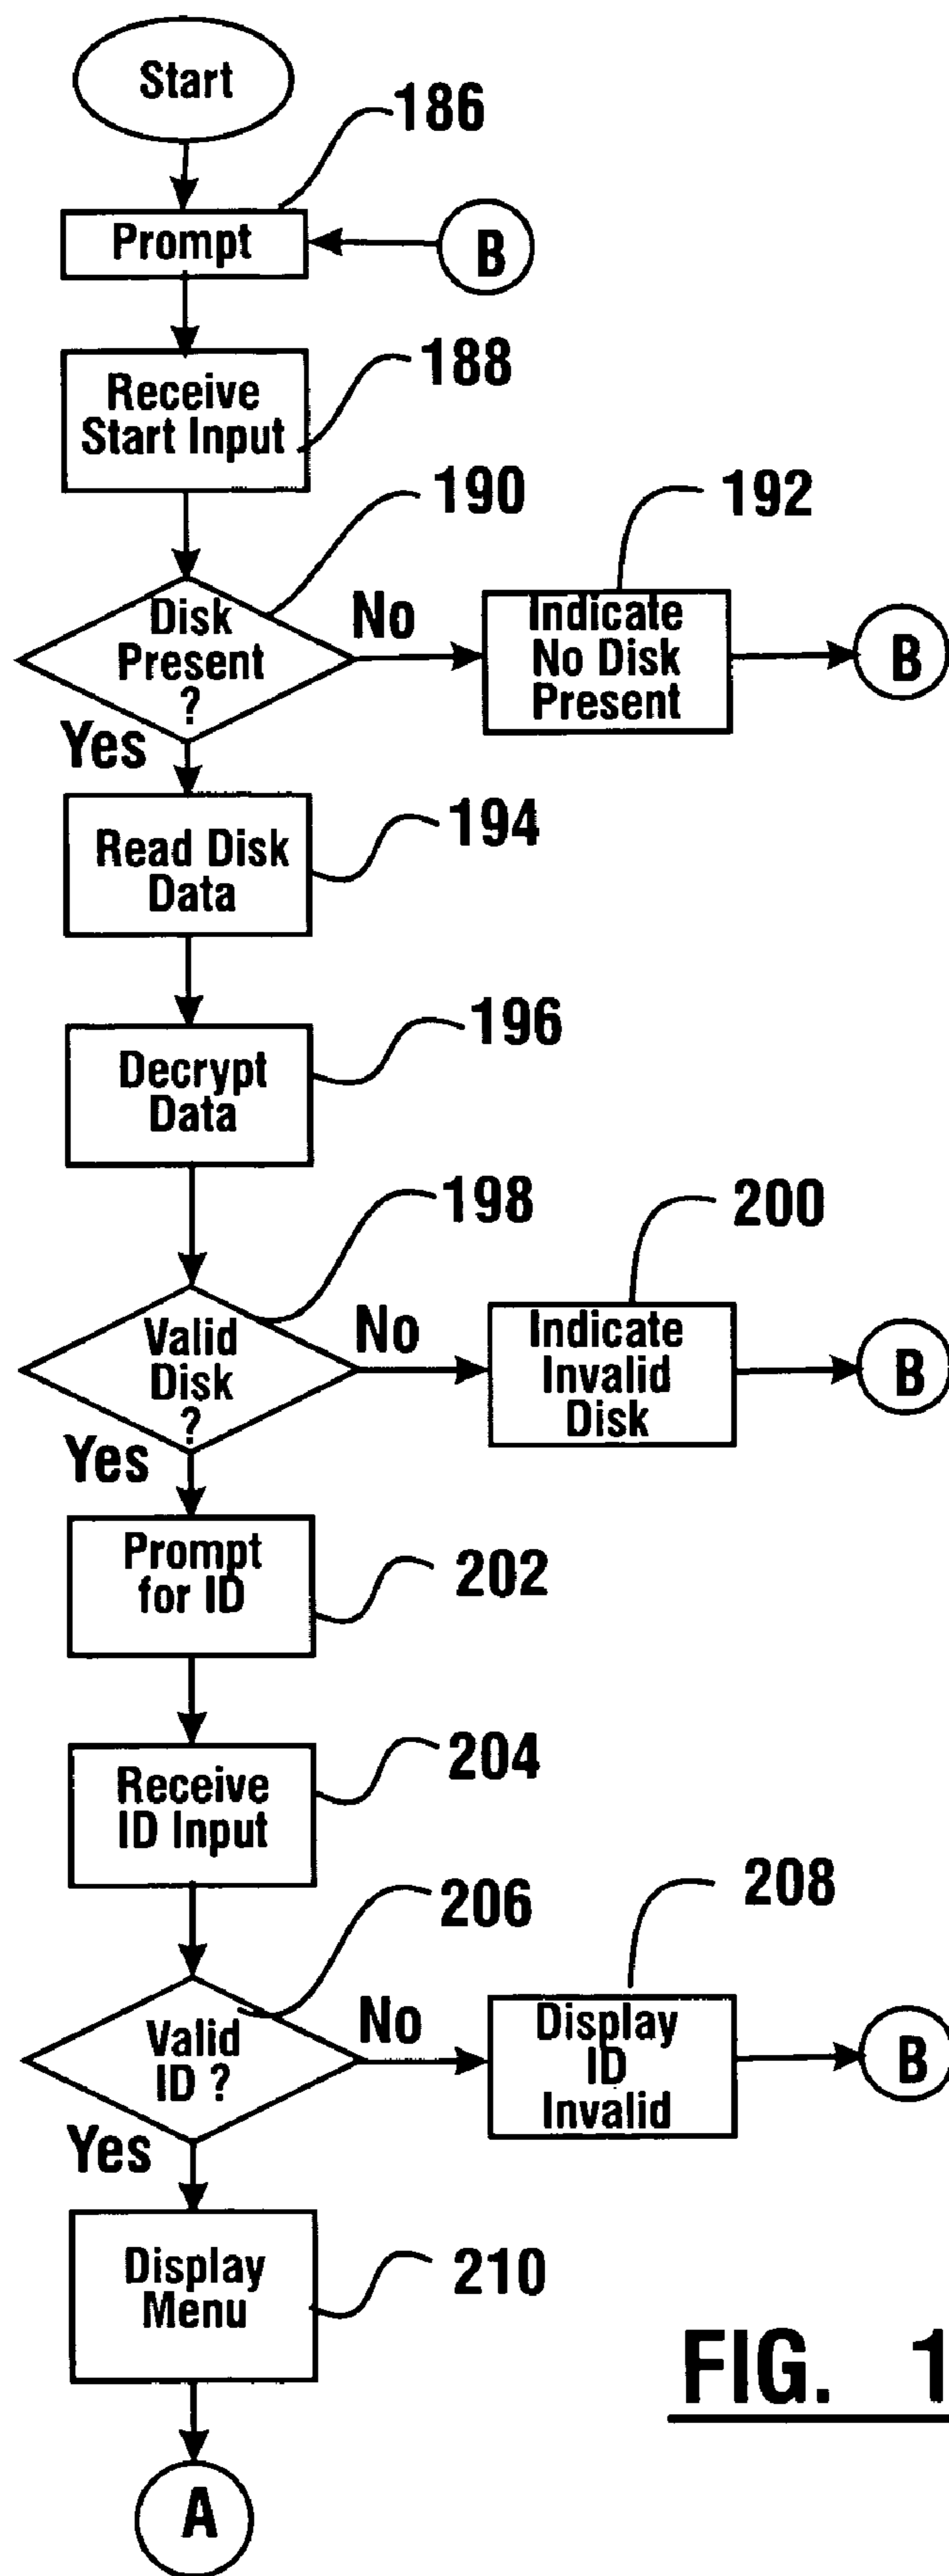 Start
186
Prompt
B
Receive
Start Input
188
190
Disk
Present
?
No
192
Indicate
No Disk
Present
B
Yes
Read Disk
Data
194
Decrypt
Data
196
198
Valid
Disk
?
No
200
Indicate
Invalid
Disk
B
Yes
Prompt
for ID
202
Receive
ID Input
204
206
Valid
ID ?
No
208
Display
ID
Invalid
B
Yes
Display
Menu
210
FIG. 1
A